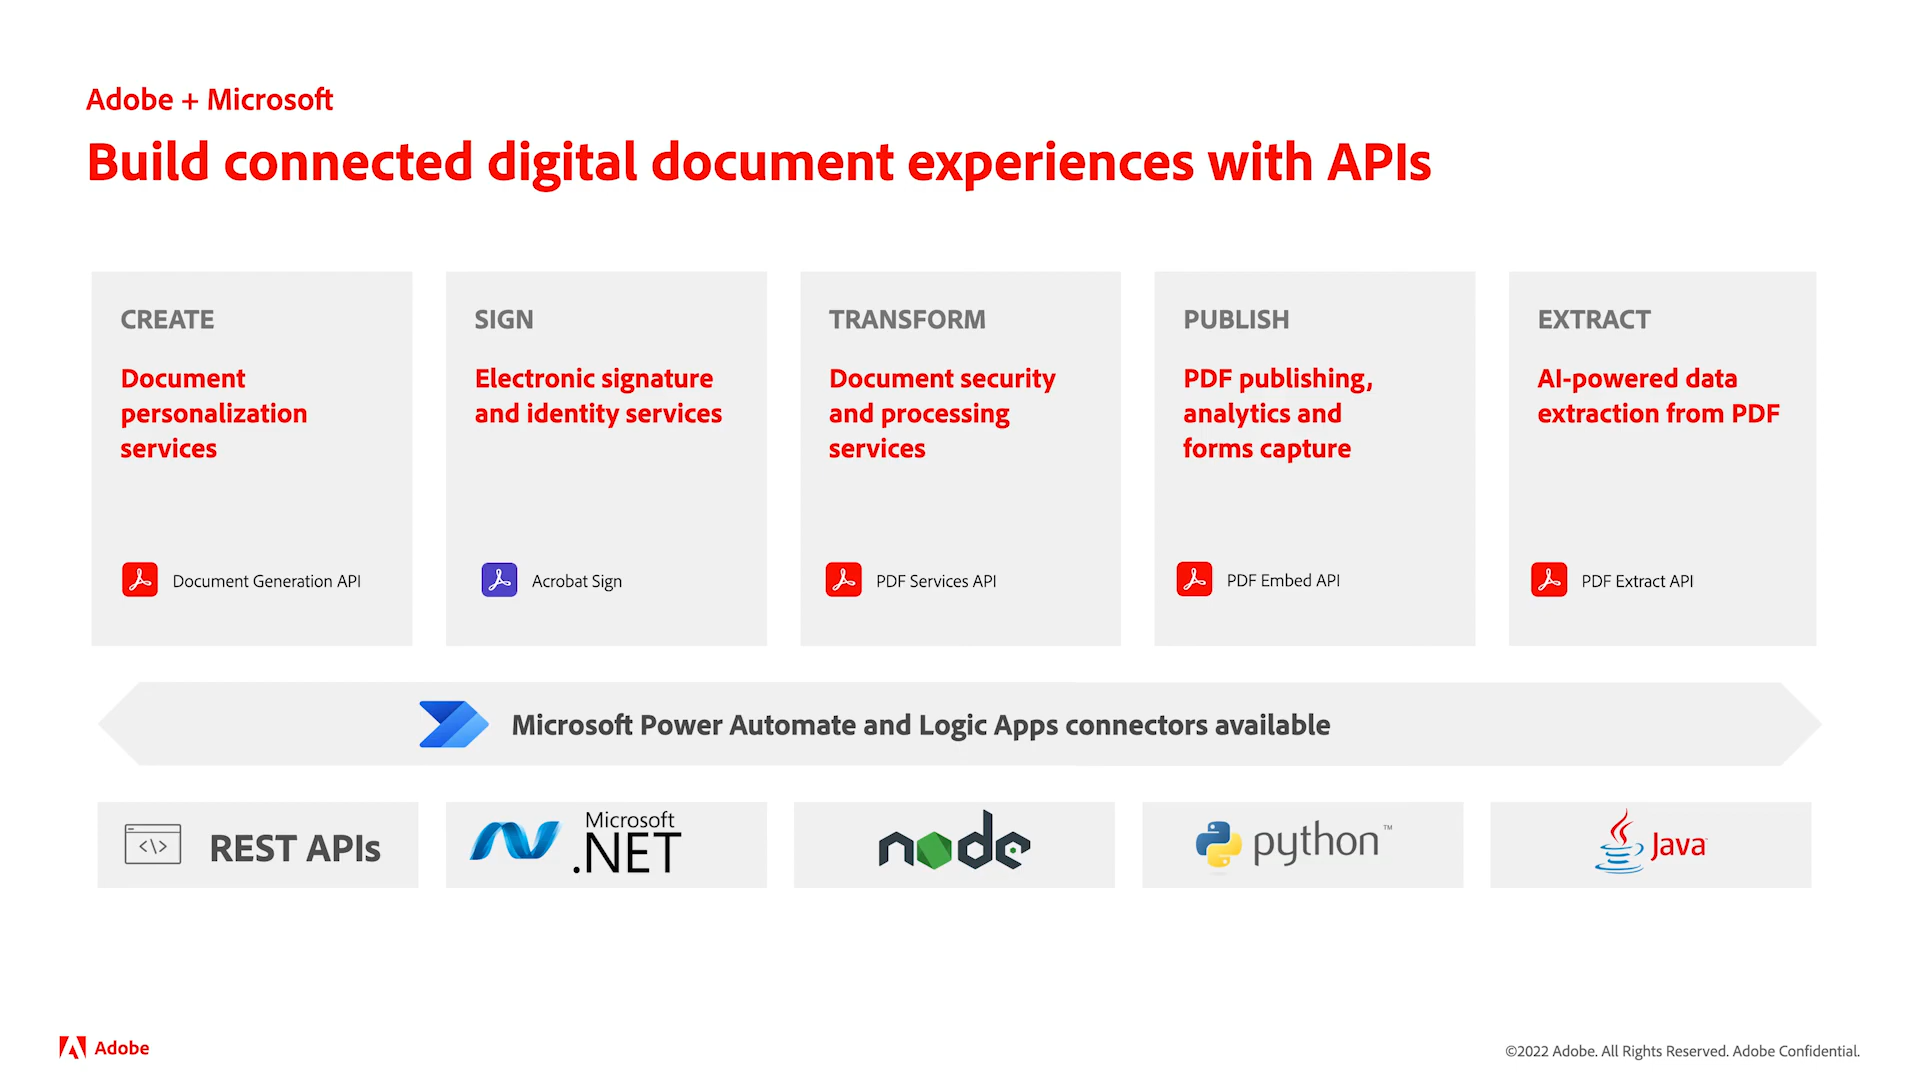 Adobe + Microsoft
Build connected digital document experiences with APIs
CREATE
Document
personalization
services
Document Generation API
SIGN
Electronic signature
and identity services
Acrobat Sign
TRANSFORM
Document security
and processing
services
PDF Services API
PUBLISH
PDF publishing,
analytics and
forms capture
PDF Embed API
EXTRACT
AI-powered data
extraction from PDF
PDF Extract API
Microsoft Power Automate and Logic Apps connectors available
</> REST APIs
Microsoft
.NET
node
python™
Java
Adobe
©2022 Adobe. All Rights Reserved. Adobe Confidential.